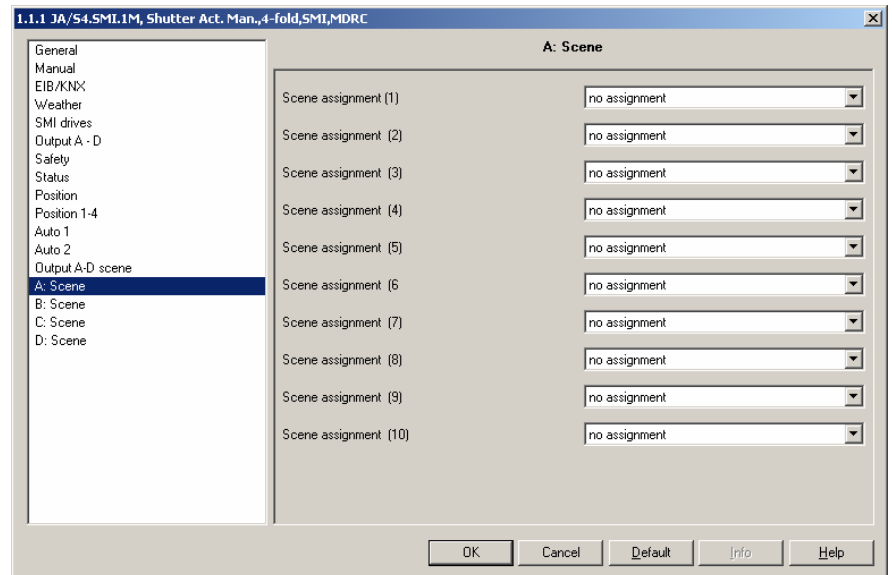 1.1.1 JA/S4.SMI.1M, Shutter Act. Man.,4-fold,SMI,MDRC
General
Manual
EIB/KNX
Weather
SMI drives
Output A - D
Safety
Status
Position
Position 1-4
Auto 1
Auto 2
Output A-D scene
A: Scene
B: Scene
C: Scene
D: Scene
A: Scene
Scene assignment (1) no assignment
Scene assignment (2) no assignment
Scene assignment (3) no assignment
Scene assignment (4) no assignment
Scene assignment (5) no assignment
Scene assignment (6 no assignment
Scene assignment (7) no assignment
Scene assignment (8) no assignment
Scene assignment (9) no assignment
Scene assignment (10) no assignment
OK Cancel Default Info Help